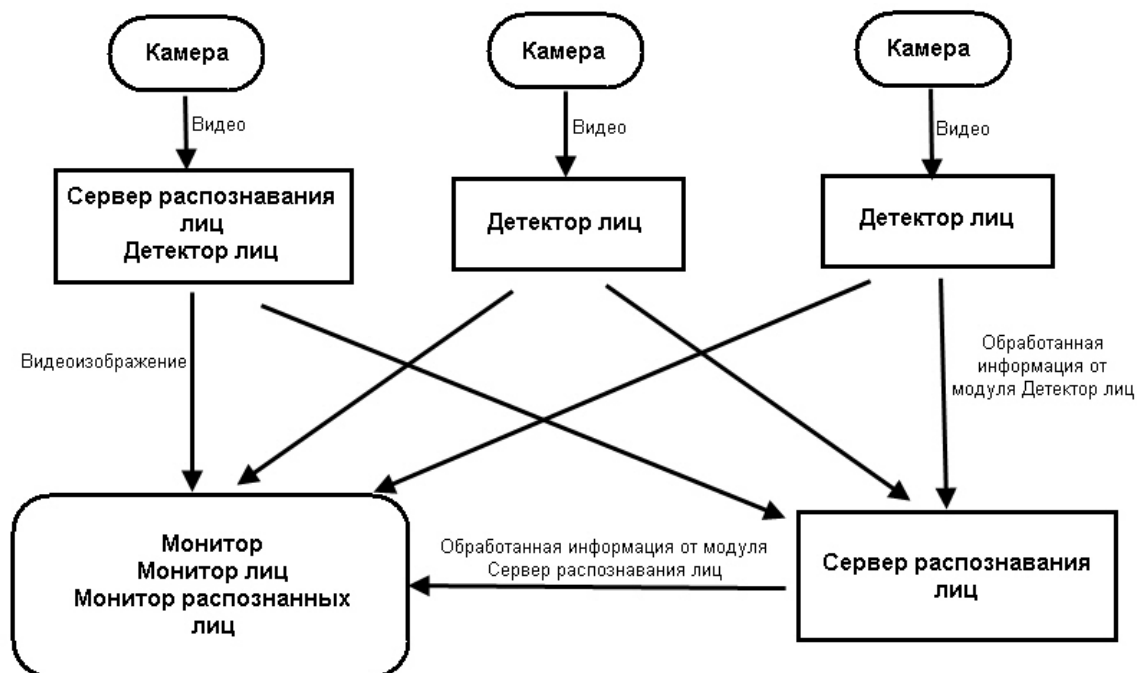 Камера
Камера
Камера
Видео
Видео
Видео
Сервер распознавания
лиц
Детектор лиц
Детектор лиц
Детектор лиц
Видеоизображение
Обработанная
информация от
модуля Детектор лиц
Монитор
Монитор лиц
Монитор распознанных
лиц
Обработанная информация от модуля
Сервер распознавания лиц
Сервер распознавания
лиц